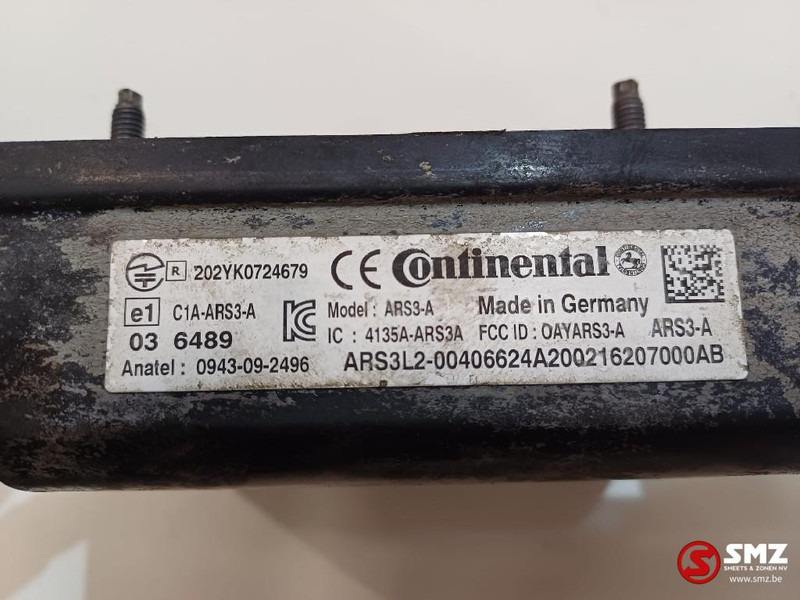 R 202YK0724679 CE Continental
e1 C1A-ARS3-A Model : ARS3-A Made in Germany
03 6489 IC : 4135A-ARS3A FCC ID : OAYARS3-A ARS3-A
Anatel : 0943-09-2496 ARS3L2-00406624A200216207000AB
SMZ
SHEETS & ZONEN NV
www.smz.be